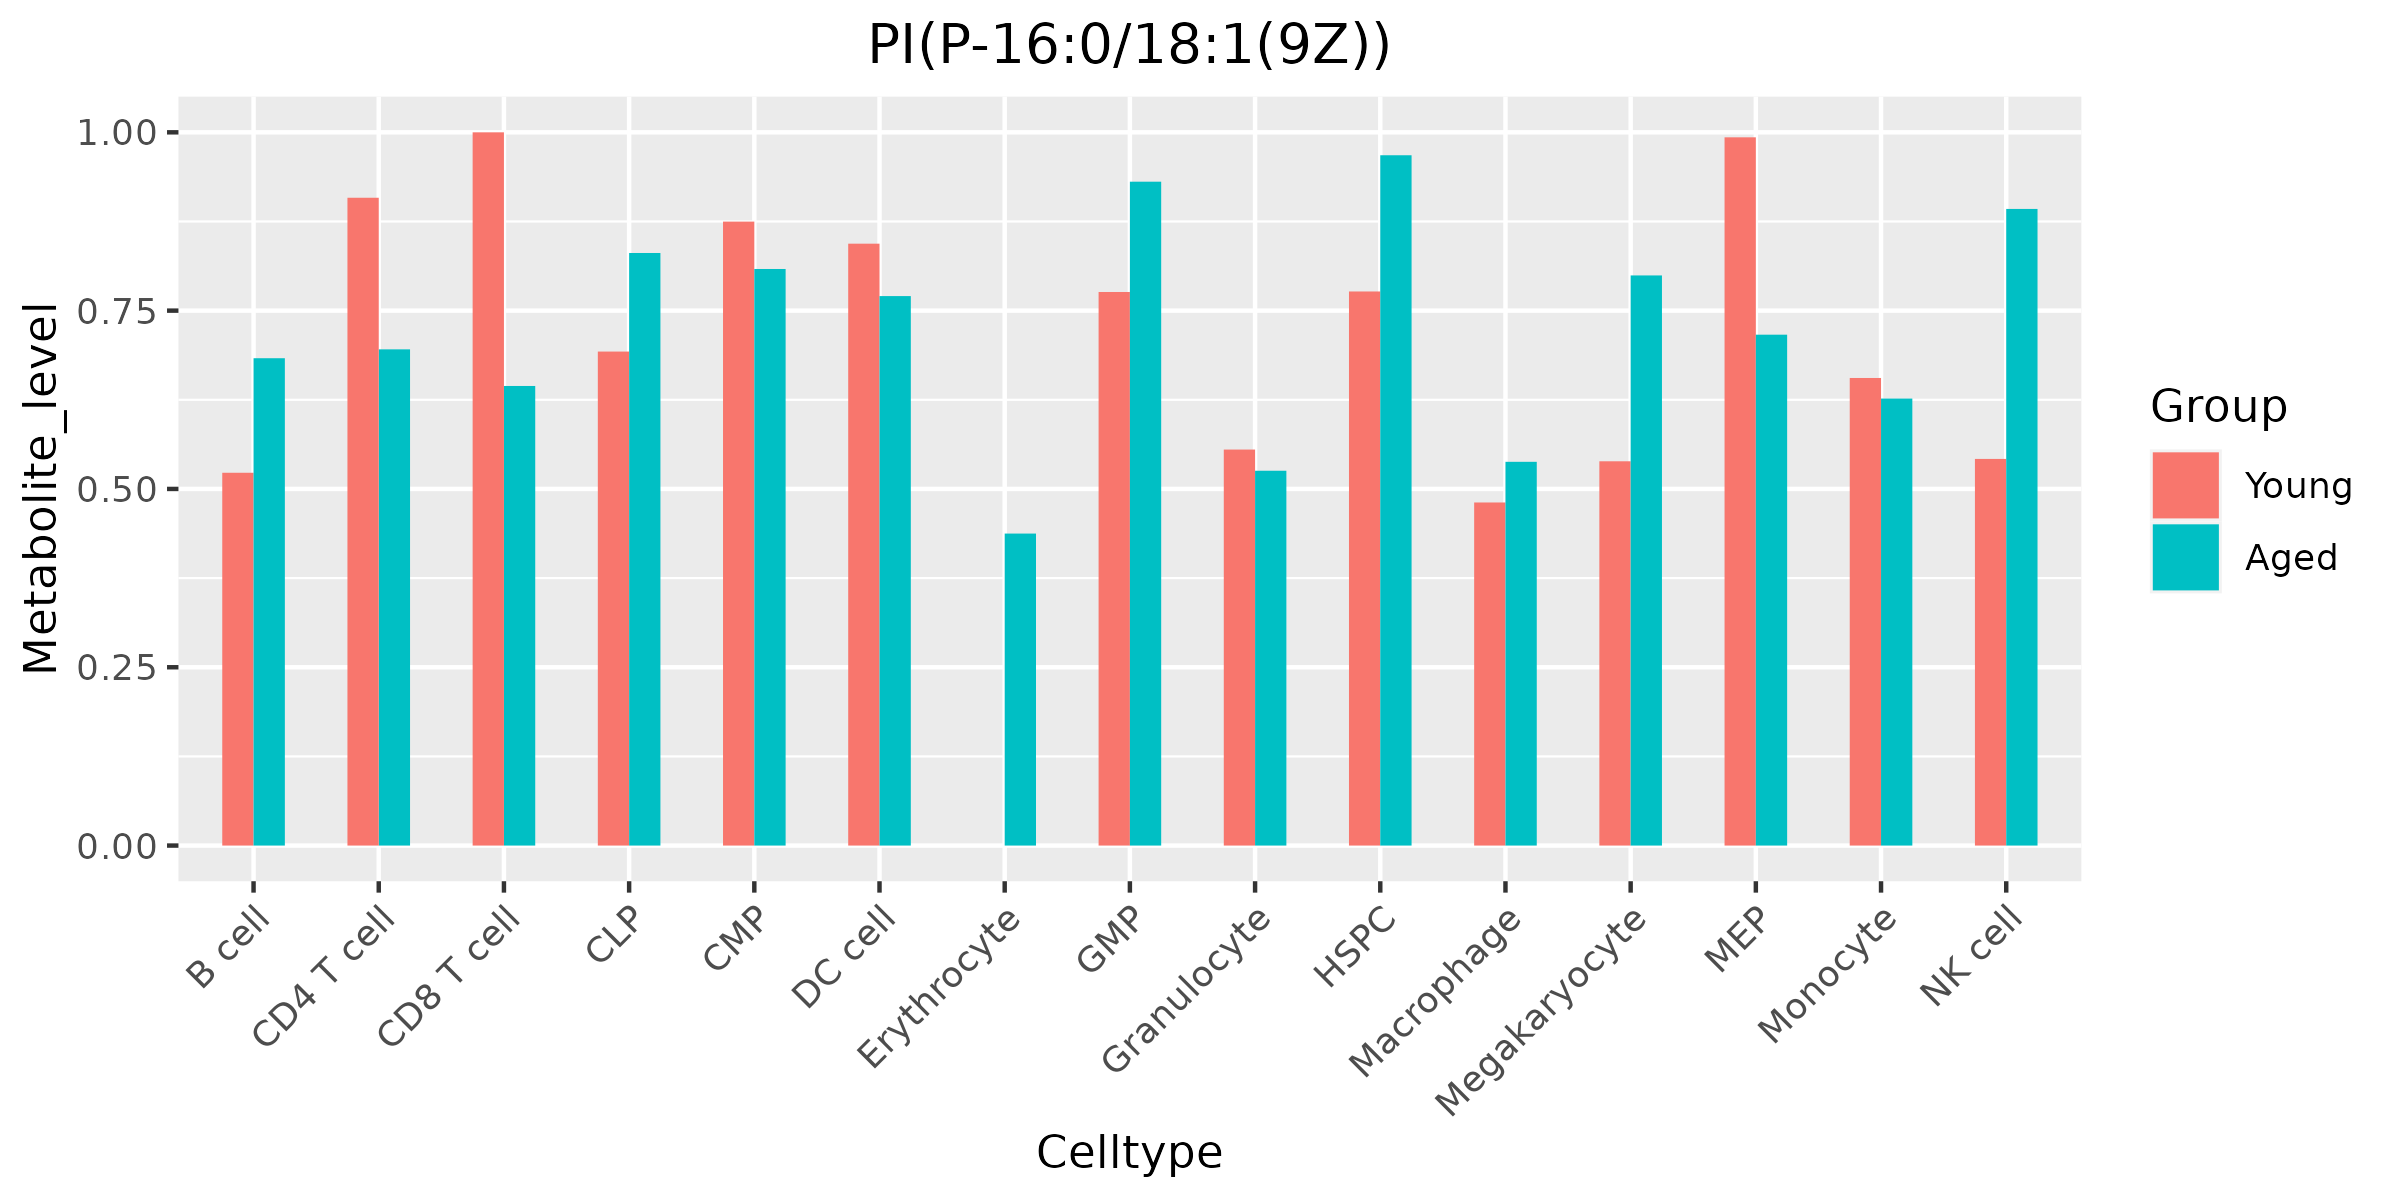 PI(P-16:0/18:1(9Z))
Metabolite_level
1.00
0.75
0.50
0.25
0.00
B cell
CD4 T cell
CD8 T cell
CLP
CMP
DC cell
Erythrocyte
GMP
Granulocyte
HSPC
Macrophage
Megakaryocyte
MEP
Monocyte
NK cell
Celltype
Group
Young
Aged